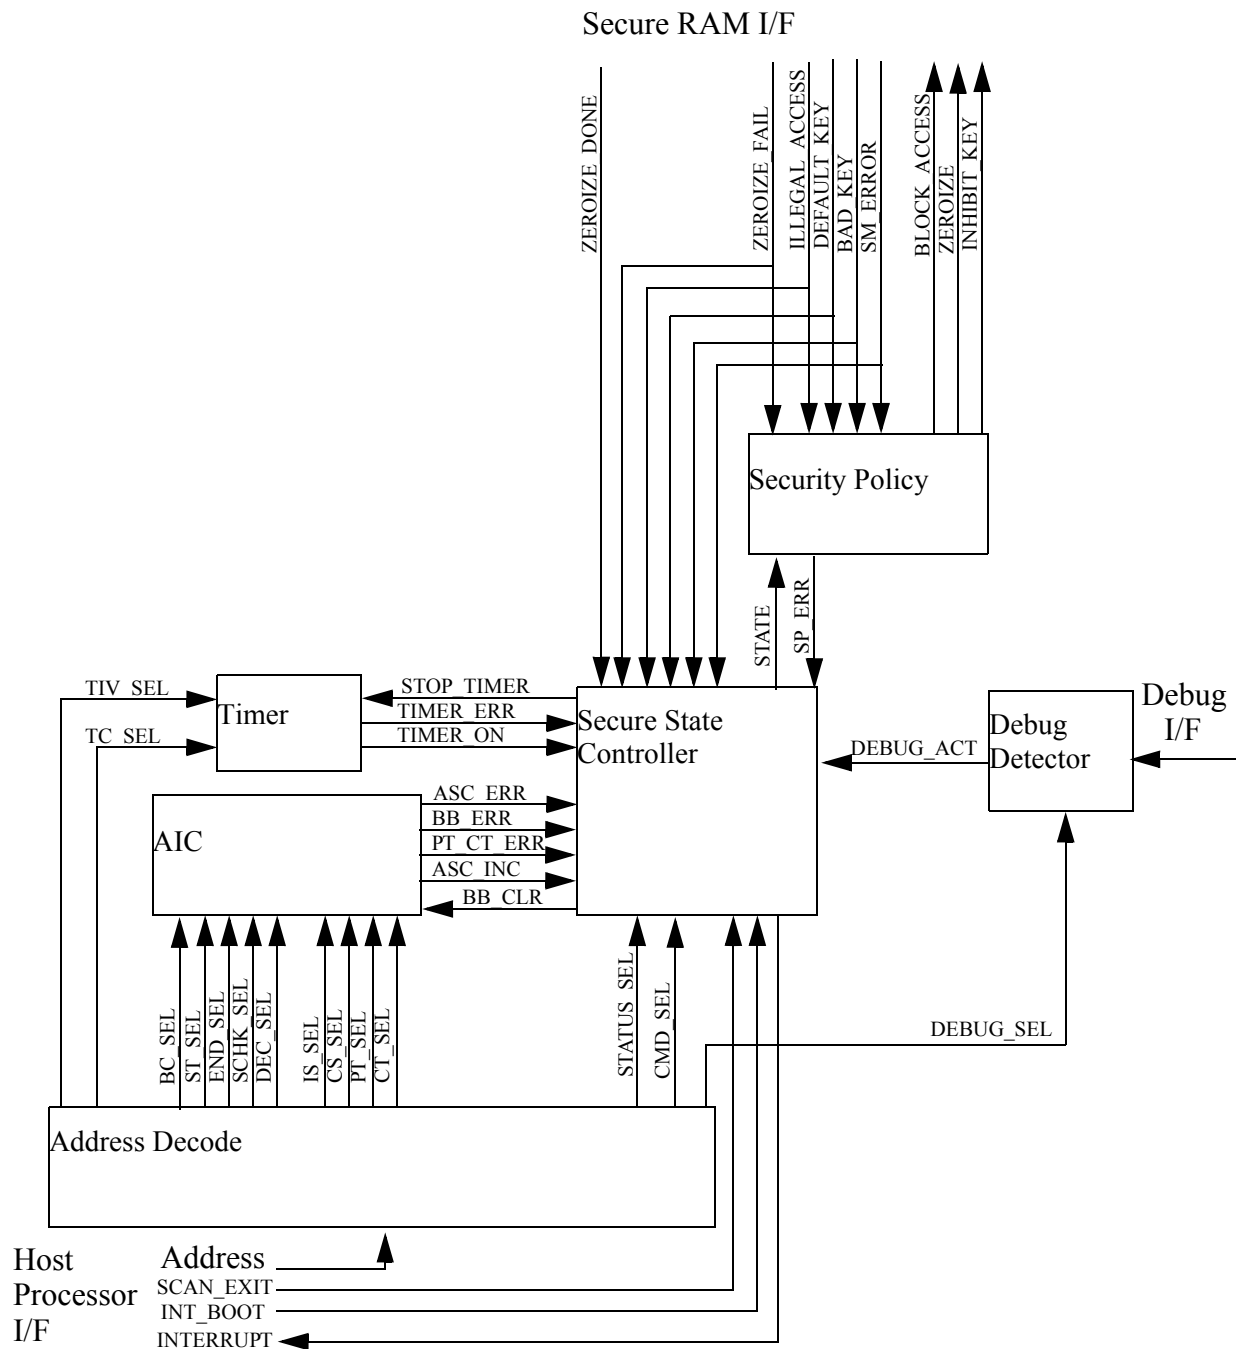 Secure RAM I/F
ZEROIZE_DONE
ZEROIZE_FAIL
ILLEGAL_ACCESS
DEFAULT_KEY
BAD_KEY
SM_ERROR
BLOCK_ACCESS
ZEROIZE
INHIBIT_KEY
Security Policy
STATE
SP_ERR
TIV_SEL
TC_SEL
Timer
STOP_TIMER
TIMER_ERR
TIMER_ON
Secure State
Controller
DEBUG_ACT
Debug
Detector
Debug
I/F
AIC
ASC_ERR
BB_ERR
PT_CT_ERR
ASC_INC
BB_CLR
BC_SEL
ST_SEL
END_SEL
SCHK_SEL
DEC_SEL
IS_SEL
CS_SEL
PT_SEL
CT_SEL
STATUS_SEL
CMD_SEL
DEBUG_SEL
Address Decode
Host
Processor
I/F
Address
SCAN_EXIT
INT_BOOT
INTERRUPT